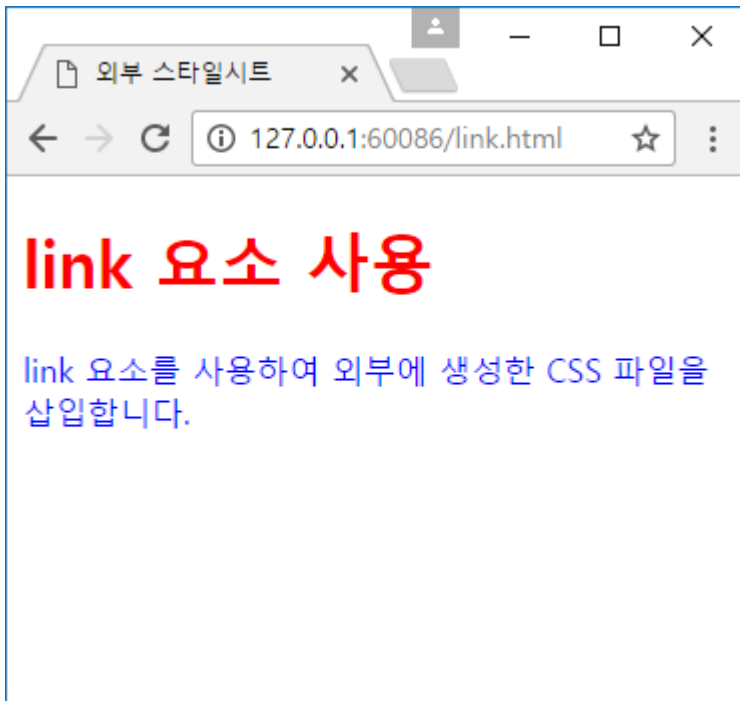 외부 스타일시트
127.0.0.1:60086/link.html
link 요소 사용
link 요소를 사용하여 외부에 생성한 CSS 파일을
삽입합니다.